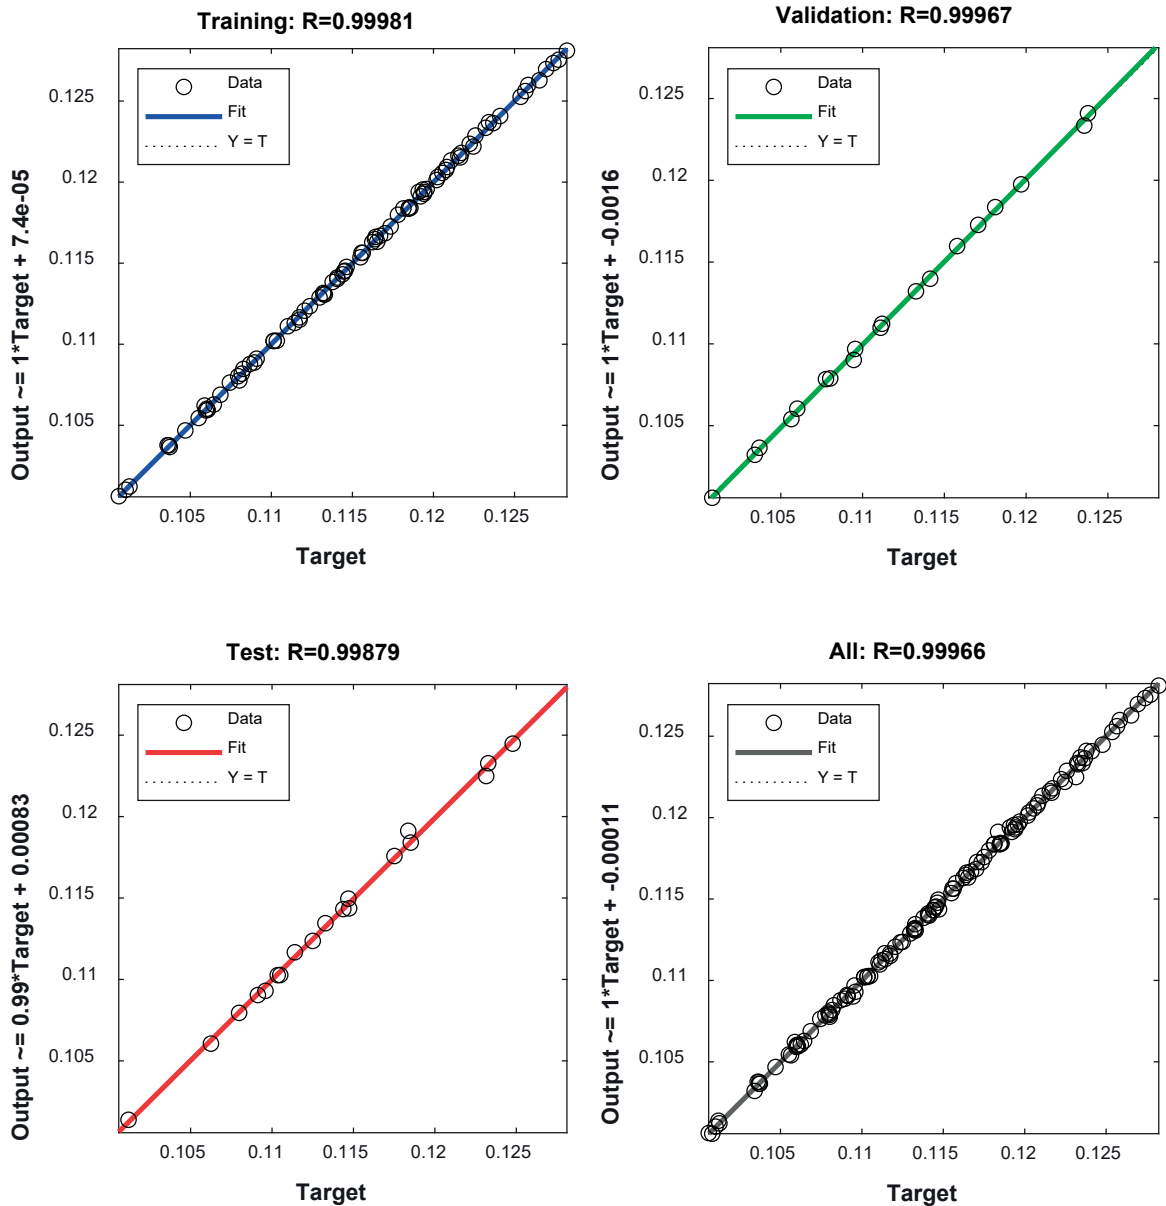 Training: R=0.99981
Data
Fit
Y = T
0.125
0.12
0.115
0.11
0.105
0.105 0.11 0.115 0.12 0.125
Target
Output ~= 1*Target + 7.4e-05
Validation: R=0.99967
Data
Fit
Y = T
0.125
0.12
0.115
0.11
0.105
0.105 0.11 0.115 0.12 0.125
Target
Output ~= 1*Target + -0.0016
Test: R=0.99879
Data
Fit
Y = T
0.125
0.12
0.115
0.11
0.105
0.105 0.11 0.115 0.12 0.125
Target
Output ~= 0.99*Target + 0.00083
All: R=0.99966
Data
Fit
Y = T
0.125
0.12
0.115
0.11
0.105
0.105 0.11 0.115 0.12 0.125
Target
Output ~= 1*Target + -0.00011